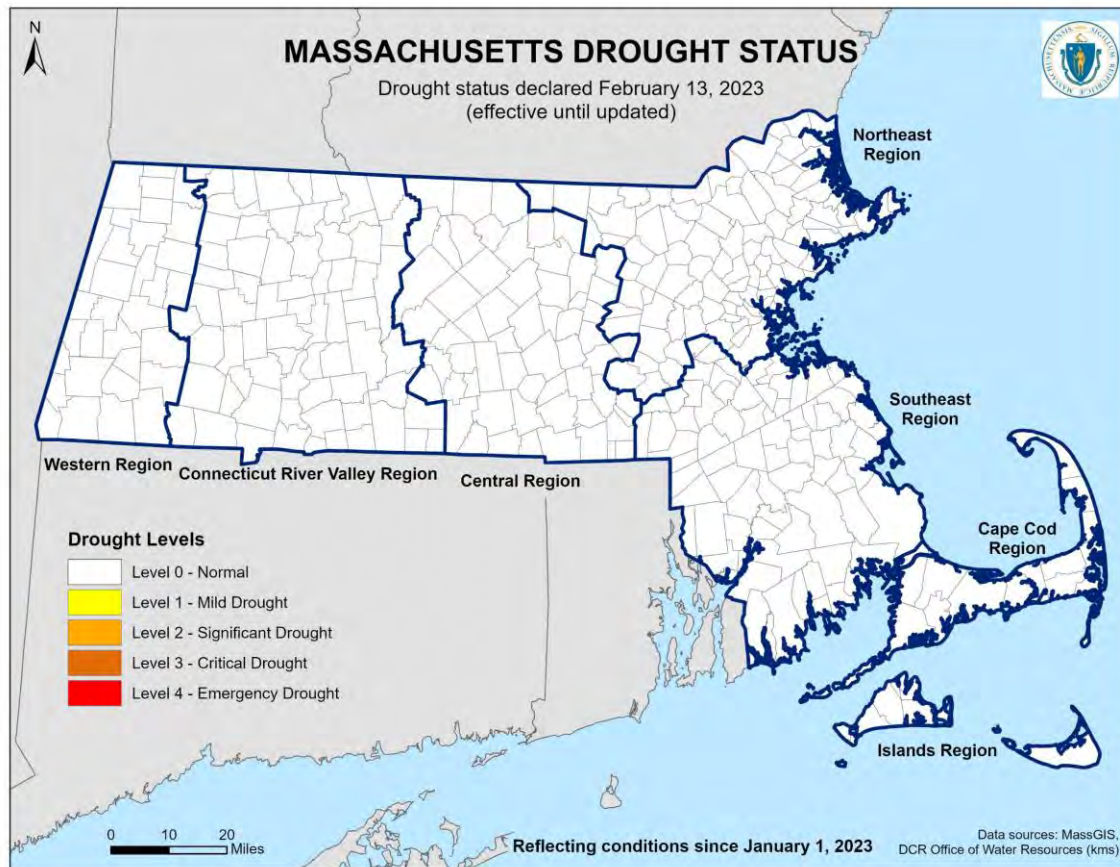 N
MASSACHUSETTS DROUGHT STATUS
Drought status declared February 13, 2023
(effective until updated)
Northeast
Region
Southeast
Region
Cape Cod
Region
Islands Region
Western Region
Connecticut River Valley Region
Central Region
Drought Levels
Level 0 - Normal
Level 1 - Mild Drought
Level 2 - Significant Drought
Level 3 - Critical Drought
Level 4 - Emergency Drought
0 10 20
Miles
Reflecting conditions since January 1, 2023
Data sources: MassGIS,
DCR Office of Water Resources (kms)